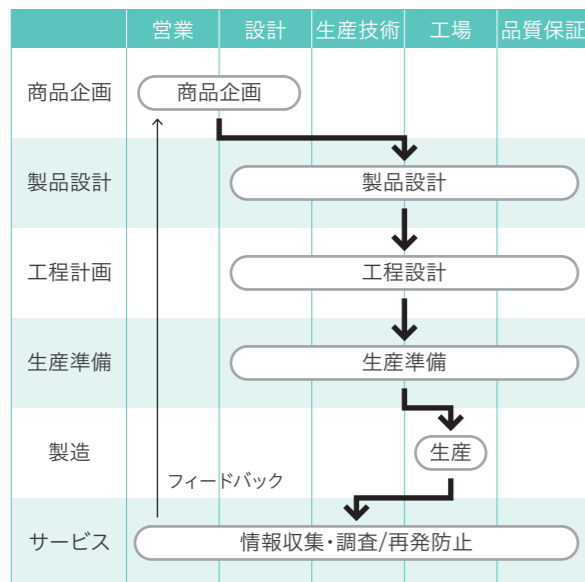 営業 設計 生産技術 工場 品質保証
商品企画 商品企画
製品設計 製品設計
工程計画 工程設計
生産準備 生産準備
製造 生産
フィードバック
サービス 情報収集・調査/再発防止